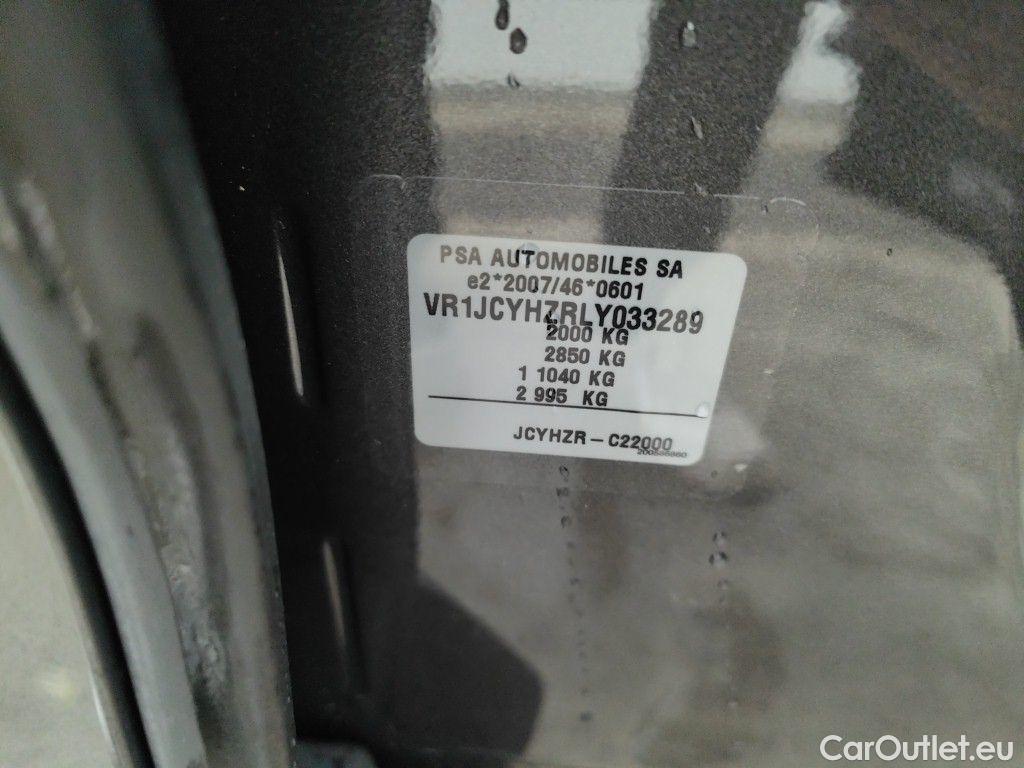 PSA AUTOMOBILES SA
e2*2007/46*0601
VR1JCYHZRLY033289
2000 KG
2850 KG
1 1040 KG
2 995 KG
JCYHZR-C22000
CarOutlet.eu